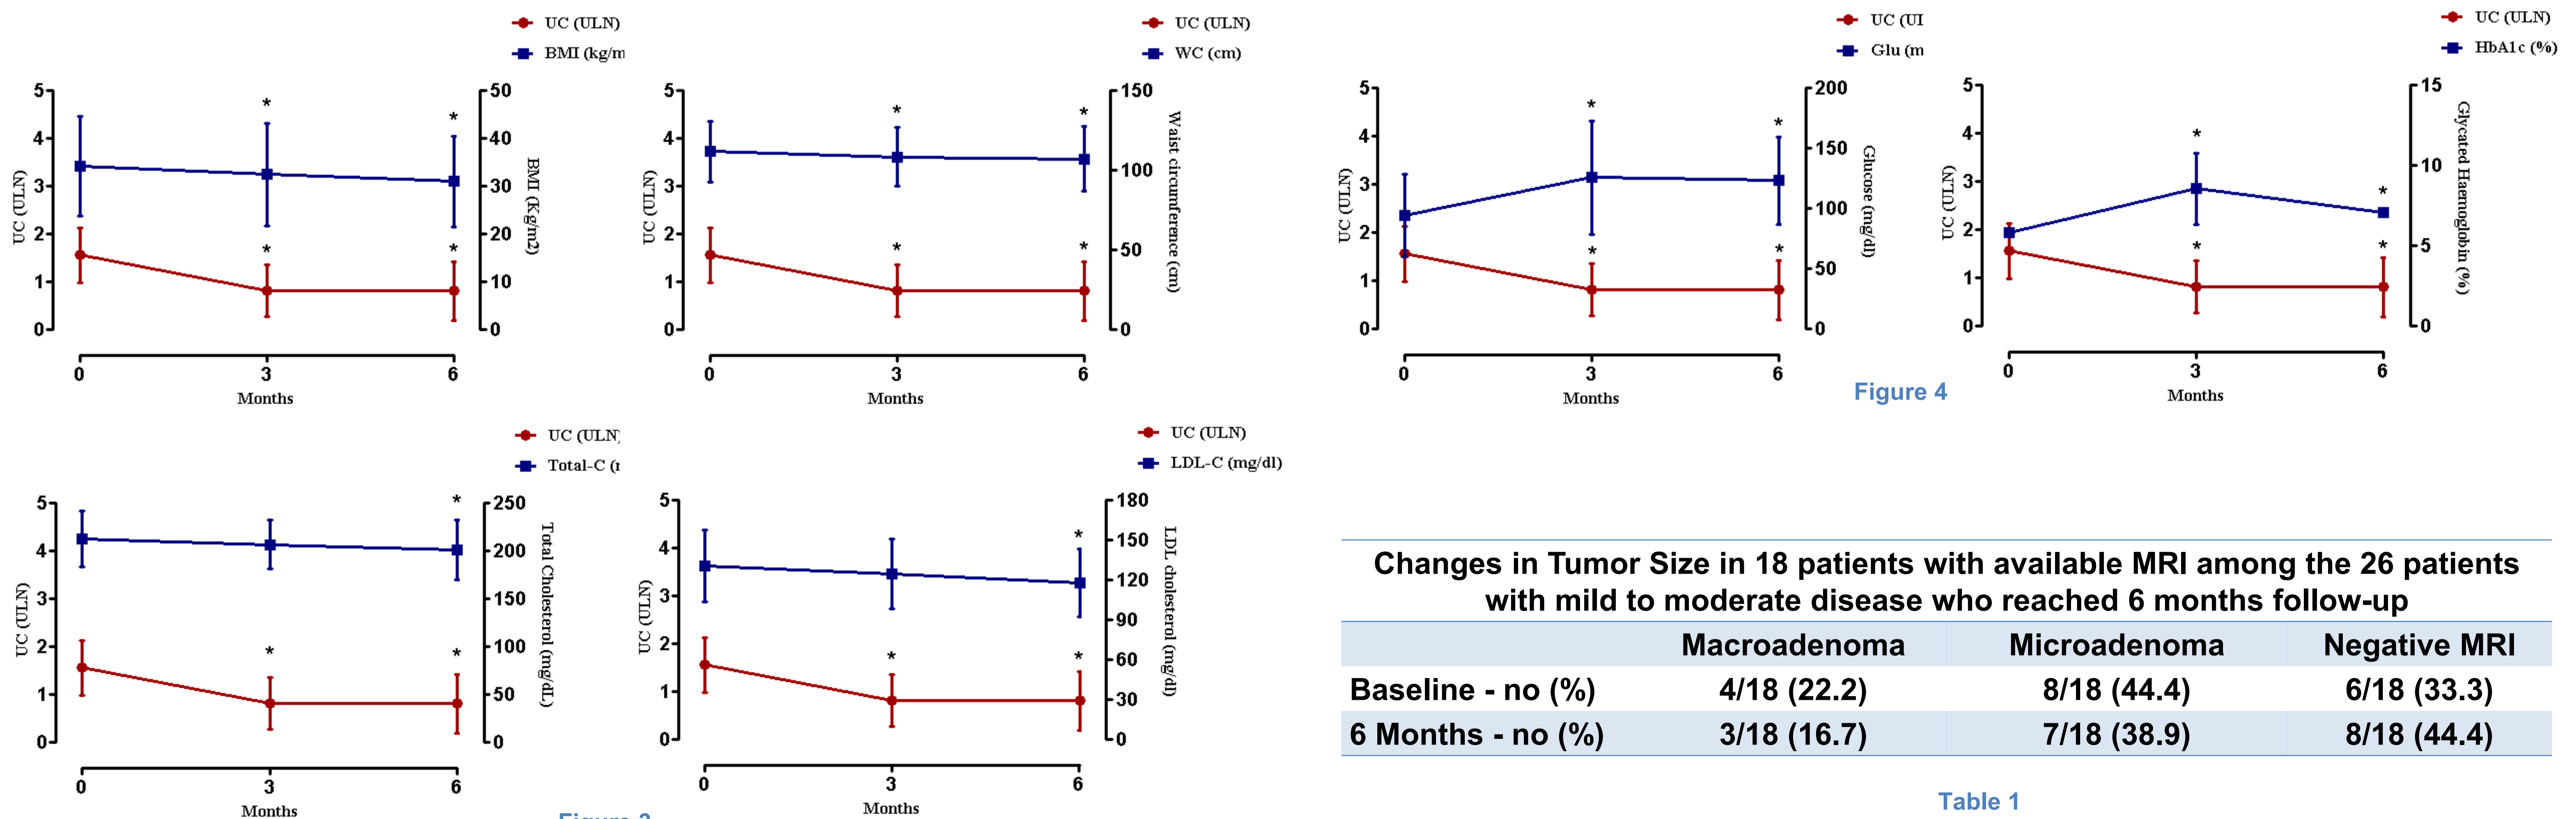 UC (ULN)
BMI (kg/m
5
4
3
2
1
0
UC (ULN)
50
40
30
20
10
0
BMI (Kg/m2)
*
*
*
*
0
3
6
Months
UC (ULN)
WC (cm)
5
4
3
2
1
0
UC (ULN)
150
100
50
0
Waist circumference (cm)
*
*
*
*
0
3
6
Months
UC (UI
Glu (m
5
4
3
2
1
0
UC (ULN)
200
150
100
50
0
Glucose (mg/dl)
*
*
*
*
0
3
6
Months
Figure 4
UC (ULN)
HbA1c (%)
5
4
3
2
1
0
UC (ULN)
15
10
5
0
Glycated Haemoglobin (%)
*
*
*
*
0
3
6
Months
UC (ULN)
Total-C (
5
4
3
2
1
0
UC (ULN)
250
200
150
100
50
0
Total Cholesterol (mg/dL)
*
*
*
0
3
6
Months
UC (ULN)
LDL-C (mg/dl)
5
4
3
2
1
0
UC (ULN)
180
150
120
90
60
30
0
LDL cholesterol (mg/dl)
*
*
*
0
3
6
Months
Figure
Changes in Tumor Size in 18 patients with available MRI among the 26 patients
with mild to moderate disease who reached 6 months follow-up
Macroadenoma Microadenoma Negative MRI
Baseline - no (%) 4/18 (22.2) 8/18 (44.4) 6/18 (33.3)
6 Months - no (%) 3/18 (16.7) 7/18 (38.9) 8/18 (44.4)
Table 1